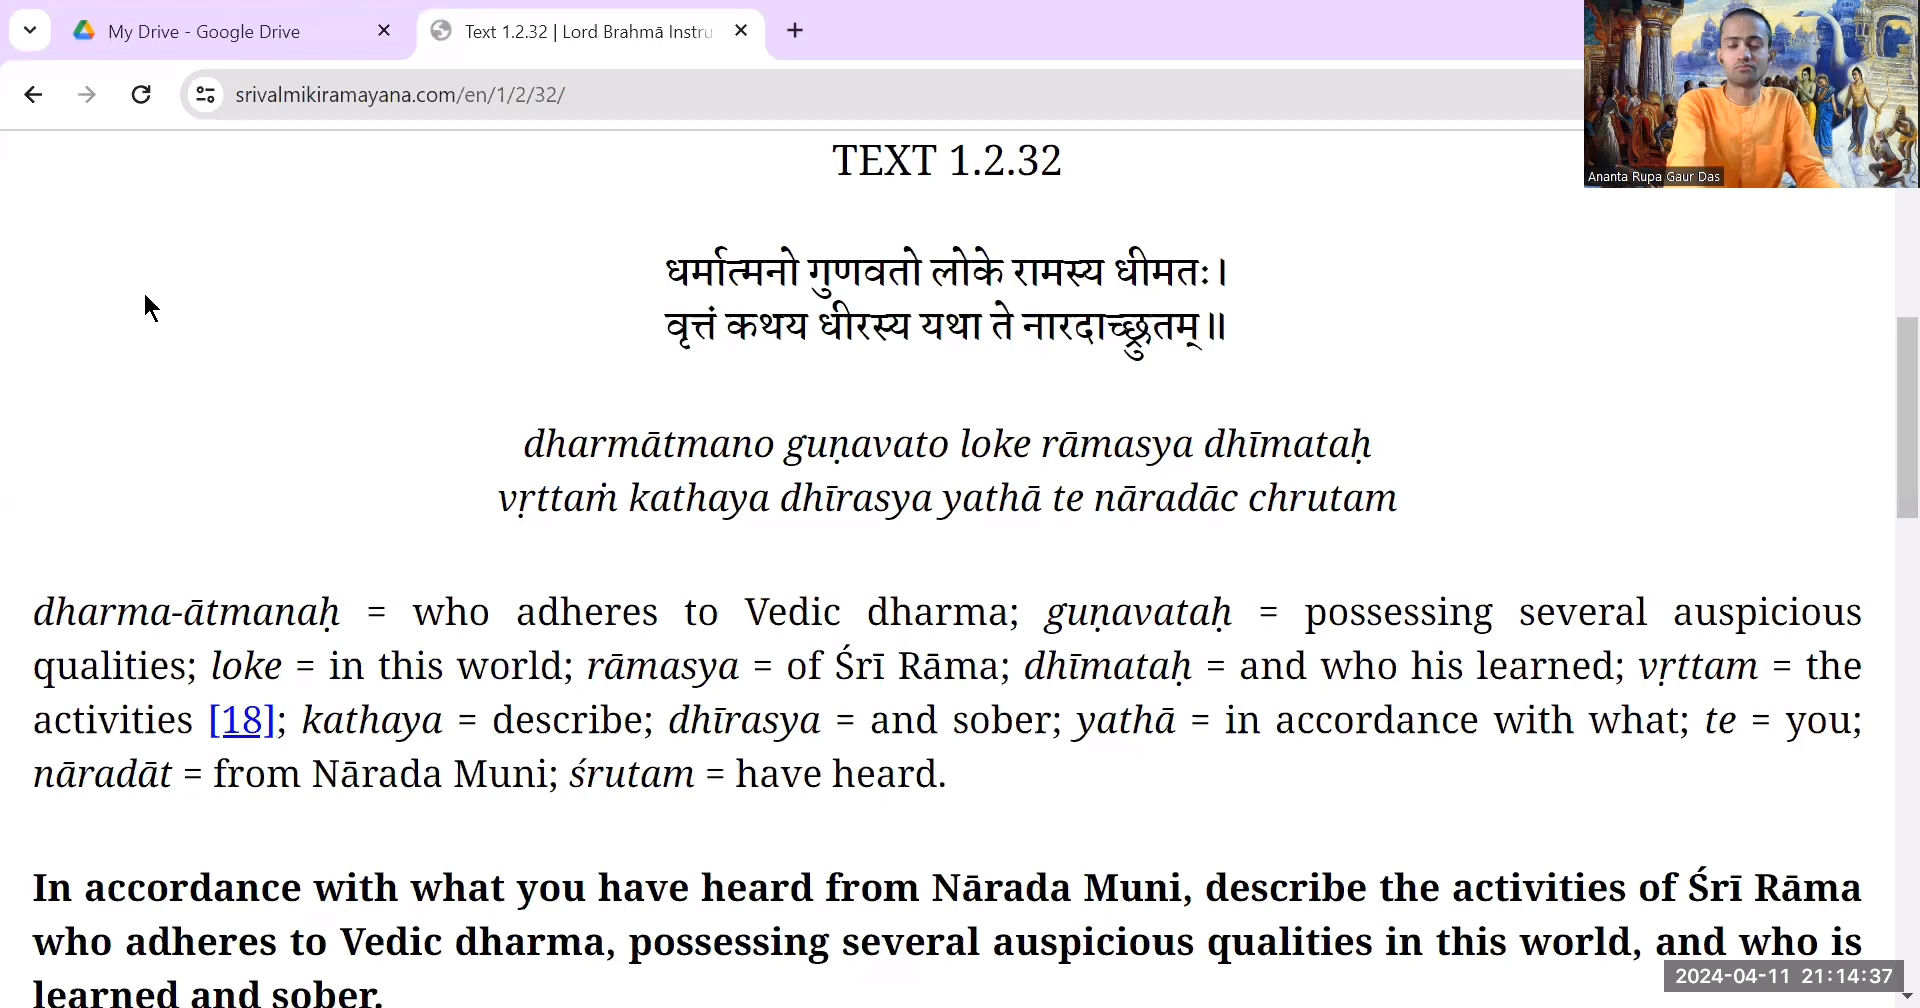 My Drive - Google Drive
Text 1.2.32 | Lord Brahmā Instru
srivalmikiramayana.com/en/1/2/32/
Ananta Rupa Gaur Das
TEXT 1.2.32
धर्मात्मनो गुणवतो लोके रामस्य धीमतः।
वृत्तं कथय धीरस्य यथा ते नारदाच्छ्रुतम्॥
dharmātmano guṇavato loke rāmasya dhīmataḥ
vṛttaṁ kathaya dhīrasya yathā te nāradāc chrutam
dharma-ātmanaḥ = who adheres to Vedic dharma; guṇavataḥ = possessing several auspicious
qualities; loke = in this world; rāmasya = of Śrī Rāma; dhīmataḥ = and who his learned; vṛttam = the
activities [18]; kathaya = describe; dhīrasya = and sober; yathā = in accordance with what; te = you;
nāradāt = from Nārada Muni; śrutam = have heard.
In accordance with what you have heard from Nārada Muni, describe the activities of Śrī Rāma
who adheres to Vedic dharma, possessing several auspicious qualities in this world, and who is
learned and sober.
2024-04-11 21:14:37